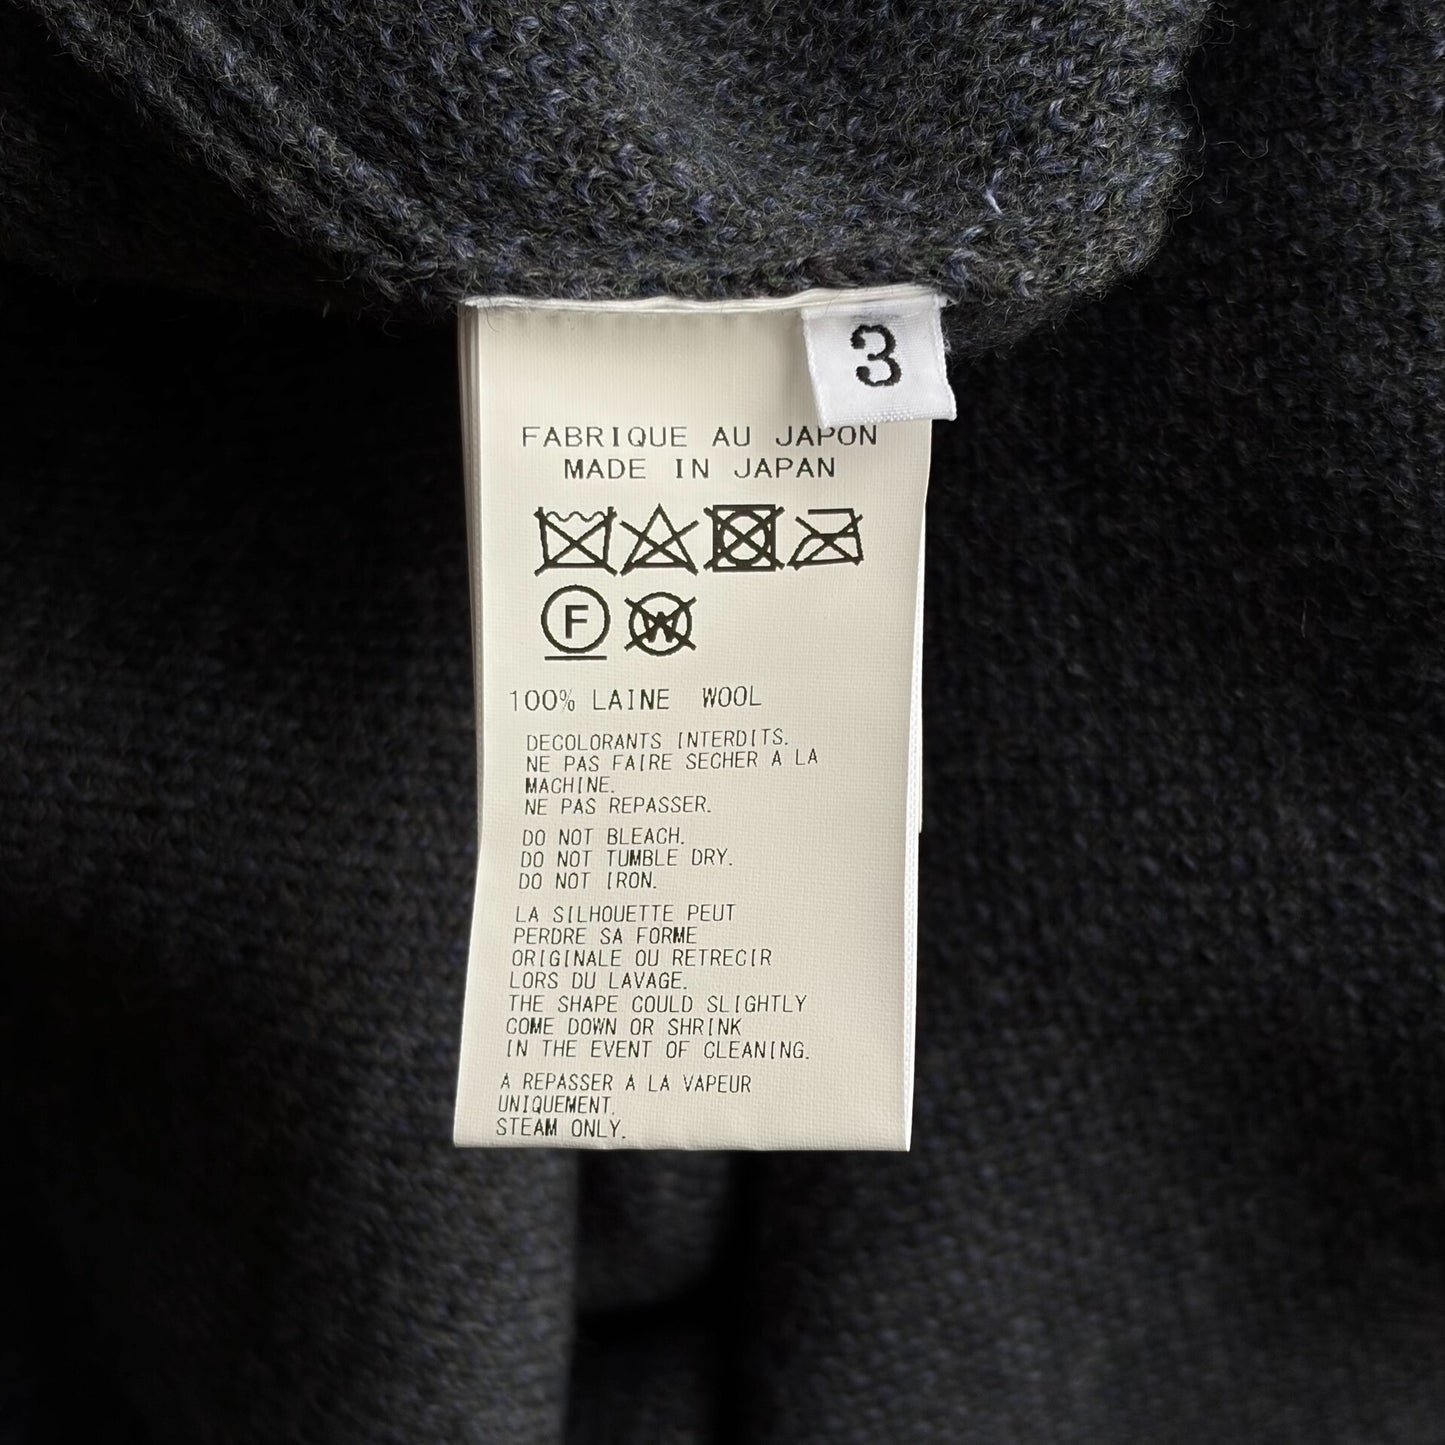 3
FABRIQUE AU JAPON
MADE IN JAPAN
F W
100% LAINE WOOL
DECOLORANTS INTERDITS.
NE PAS FAIRE SECHER A LA
MACHINE.
NE PAS REPASSER.
DO NOT BLEACH.
DO NOT TUMBLE DRY.
DO NOT IRON.
LA SILHOUETTE PEUT
PERDRE SA FORME
ORIGINALE OU RETRECIR
LORS DU LAVAGE.
THE SHAPE COULD SLIGHTLY
COME DOWN OR SHRINK
IN THE EVENT OF CLEANING.
A REPASSER A LA VAPEUR
UNIQUEMENT.
STEAM ONLY.